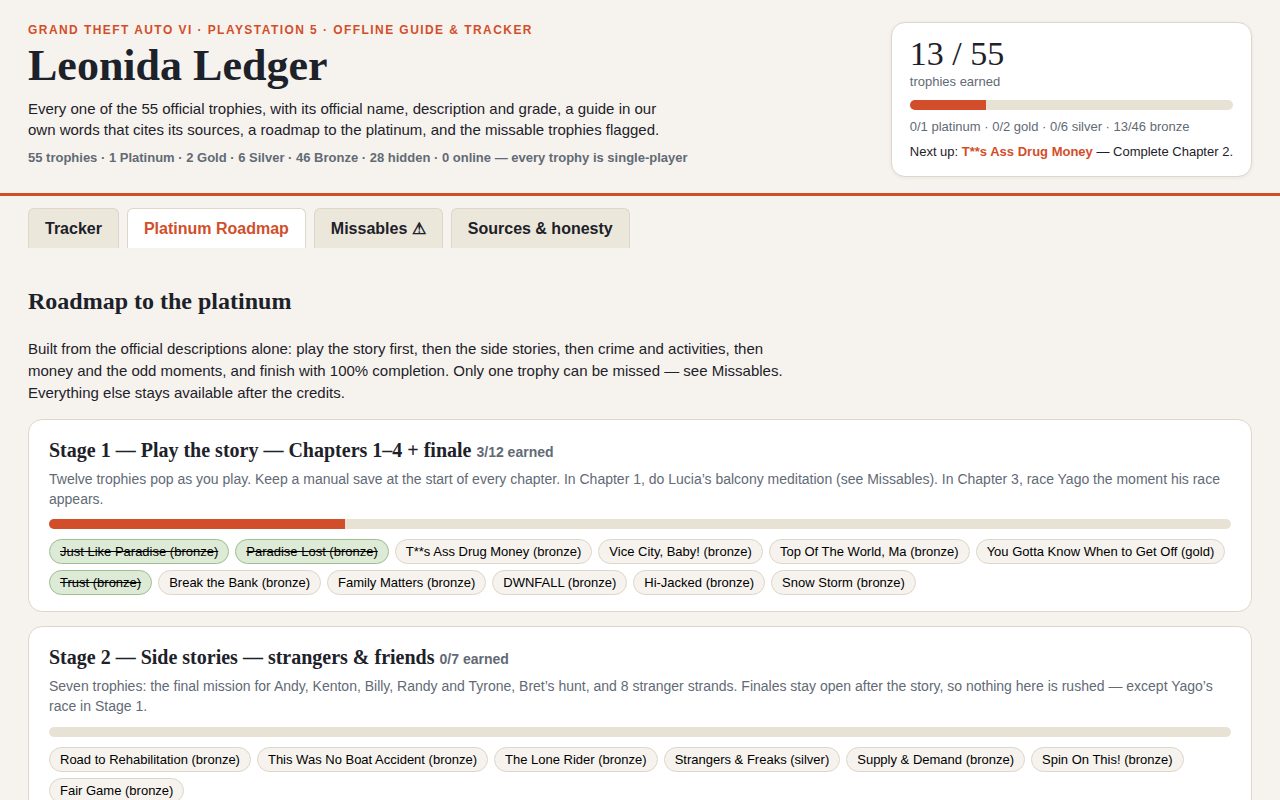 GRAND THEFT AUTO VI · PLAYSTATION 5 · OFFLINE GUIDE & TRACKER
Leonida Ledger
Every one of the 55 official trophies, with its official name, description and grade, a guide in our
own words that cites its sources, a roadmap to the platinum, and the missable trophies flagged.
55 trophies · 1 Platinum · 2 Gold · 6 Silver · 46 Bronze · 28 hidden · 0 online — every trophy is single-player
13 / 55
trophies earned
0/1 platinum · 0/2 gold · 0/6 silver · 13/46 bronze
Next up: T**s Ass Drug Money — Complete Chapter 2.
Tracker
Platinum Roadmap
Missables ⚠
Sources & honesty
Roadmap to the platinum
Built from the official descriptions alone: play the story first, then the side stories, then crime and activities, then
money and the odd moments, and finish with 100% completion. Only one trophy can be missed — see Missables.
Everything else stays available after the credits.
Stage 1 — Play the story — Chapters 1–4 + finale 3/12 earned
Twelve trophies pop as you play. Keep a manual save at the start of every chapter. In Chapter 1, do Lucia’s balcony meditation (see Missables). In Chapter 3, race Yago the moment his race
appears.
Just Like Paradise (bronze) Paradise Lost (bronze) T**s Ass Drug Money (bronze) Vice City, Baby! (bronze) Top Of The World, Ma (bronze) You Gotta Know When to Get Off (gold)
Trust (bronze) Break the Bank (bronze) Family Matters (bronze) DWNFALL (bronze) Hi-Jacked (bronze) Snow Storm (bronze)
Stage 2 — Side stories — strangers & friends 0/7 earned
Seven trophies: the final mission for Andy, Kenton, Billy, Randy and Tyrone, Bret’s hunt, and 8 stranger strands. Finales stay open after the story, so nothing here is rushed — except Yago’s
race in Stage 1.
Road to Rehabilitation (bronze) This Was No Boat Accident (bronze) The Lone Rider (bronze) Strangers & Freaks (silver) Supply & Demand (bronze) Spin On This! (bronze)
Fair Game (bronze)